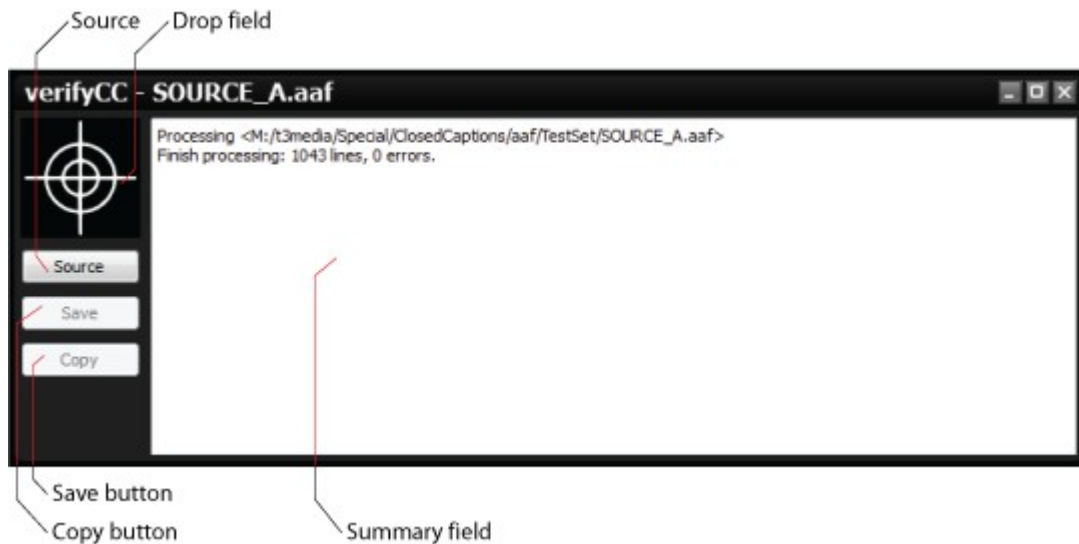 Source Drop field
verifyCC - SOURCE_A.aaf
Processing <M:/t3media/Special/ClosedCaptions/aaf/TestSet/SOURCE_A.aaf>
Finish processing: 1043 lines, 0 errors.
Source
Save
Copy
Save button
Copy button Summary field